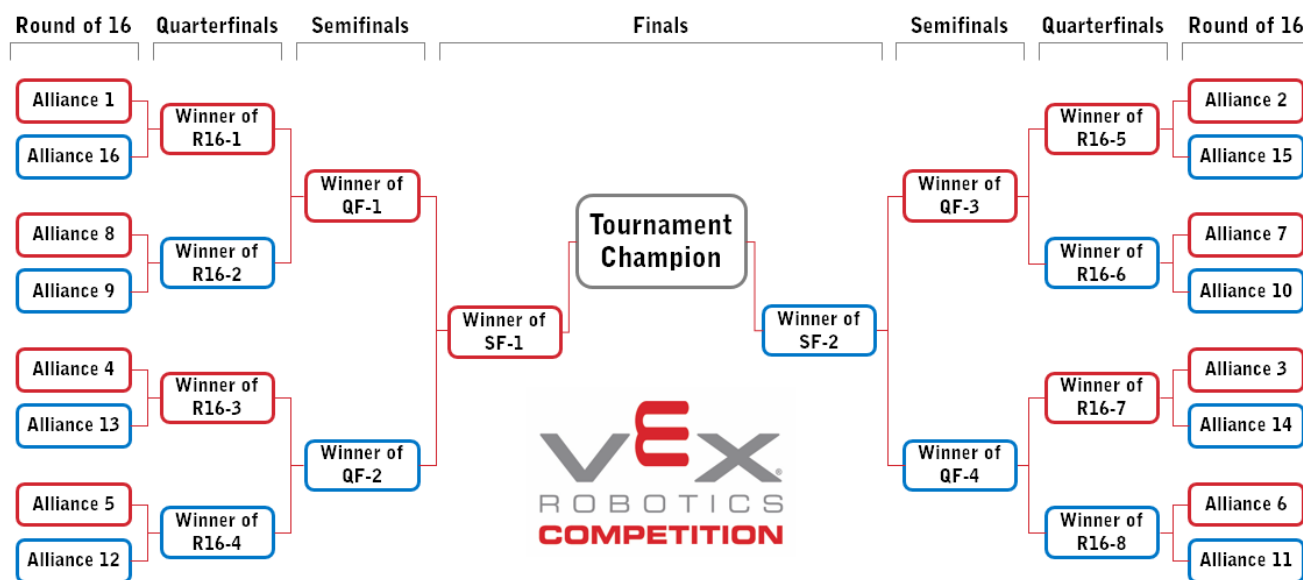 Round of 16
Quarterfinals
Semifinals
Finals
Semifinals
Quarterfinals
Round of 16
Alliance 1
Alliance 16
Alliance 8
Alliance 9
Alliance 4
Alliance 13
Alliance 5
Alliance 12
Winner of
R16-1
Winner of
R16-2
Winner of
R16-3
Winner of
R16-4
Winner of
QF-1
Winner of
QF-2
Winner of
SF-1
Tournament
Champion
VEX®
ROBOTICS
COMPETITION
Winner of
SF-2
Winner of
QF-3
Winner of
QF-4
Winner of
R16-5
Winner of
R16-6
Winner of
R16-7
Winner of
R16-8
Alliance 2
Alliance 15
Alliance 7
Alliance 10
Alliance 3
Alliance 14
Alliance 6
Alliance 11